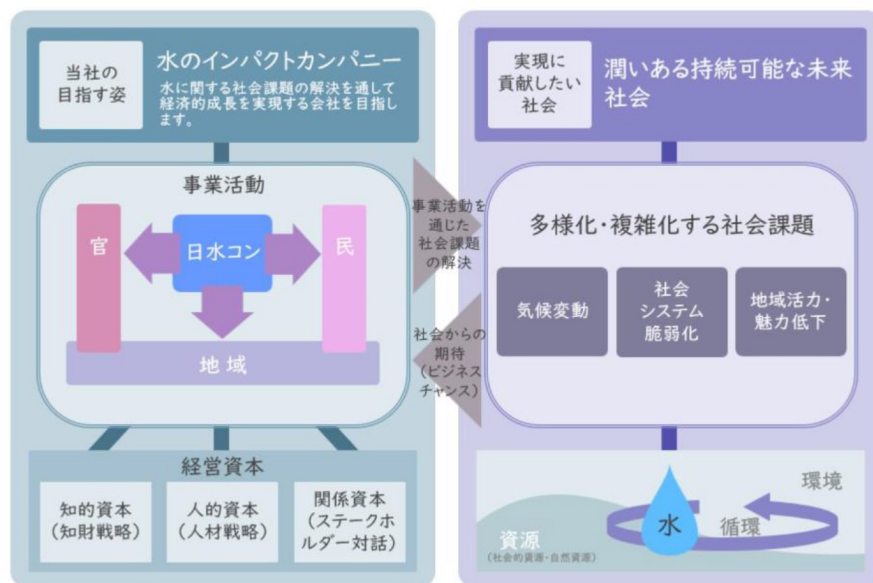 当社の
目指す姿
水のインパクトカンパニー
水に関する社会課題の解決を通して
経済的成長を実現する会社を目指し
ます。
事業活動
官
日水コン
民
地域
経営資本
知的資本
(知財戦略)
人的資本
(人材戦略)
関係資本
(ステークホ
ルダー対話)
事業活動を
通じた
社会課題
の解決
社会からの
期待
(ビジネス
チャンス)
実現に
貢献したい
社会
潤いある持続可能な未来
社会
多様化・複雑化する社会課題
気候変動
社会
システム
脆弱化
地域活力・
魅力低下
環境
水
循環
資源
(社会的資源・自然資源)